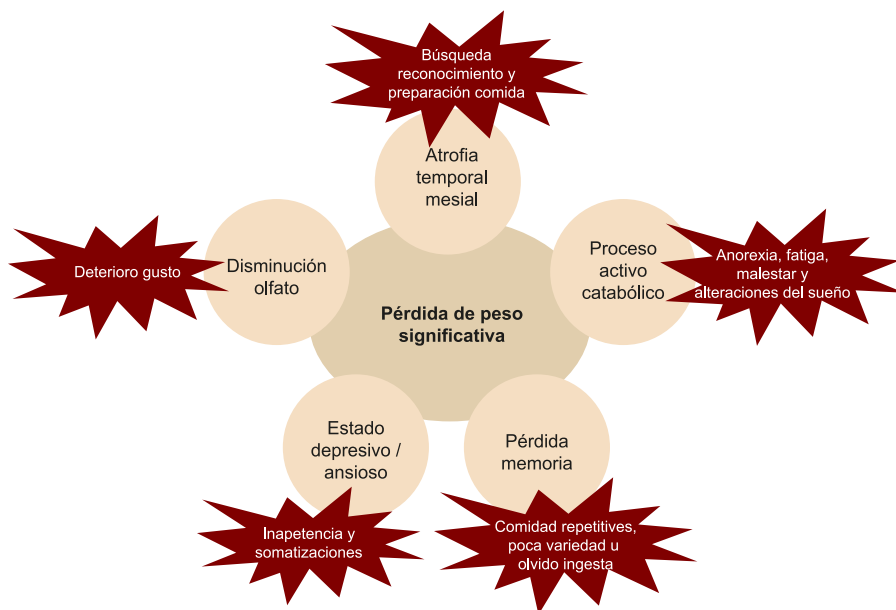 Búsqueda
reconocimiento y
preparación comida
Atrofia
temporal
mesial
Deterioro gusto
Disminución
olfato
Proceso
activo
catabólico
Anorexia, fatiga,
malestar y
alteraciones del sueño
Pérdida de peso
significativa
Estado
depresivo /
ansioso
Pérdida
memoria
Inapetencia y
somatizaciones
Comidad repetitives,
poca variedad u
olvido ingesta